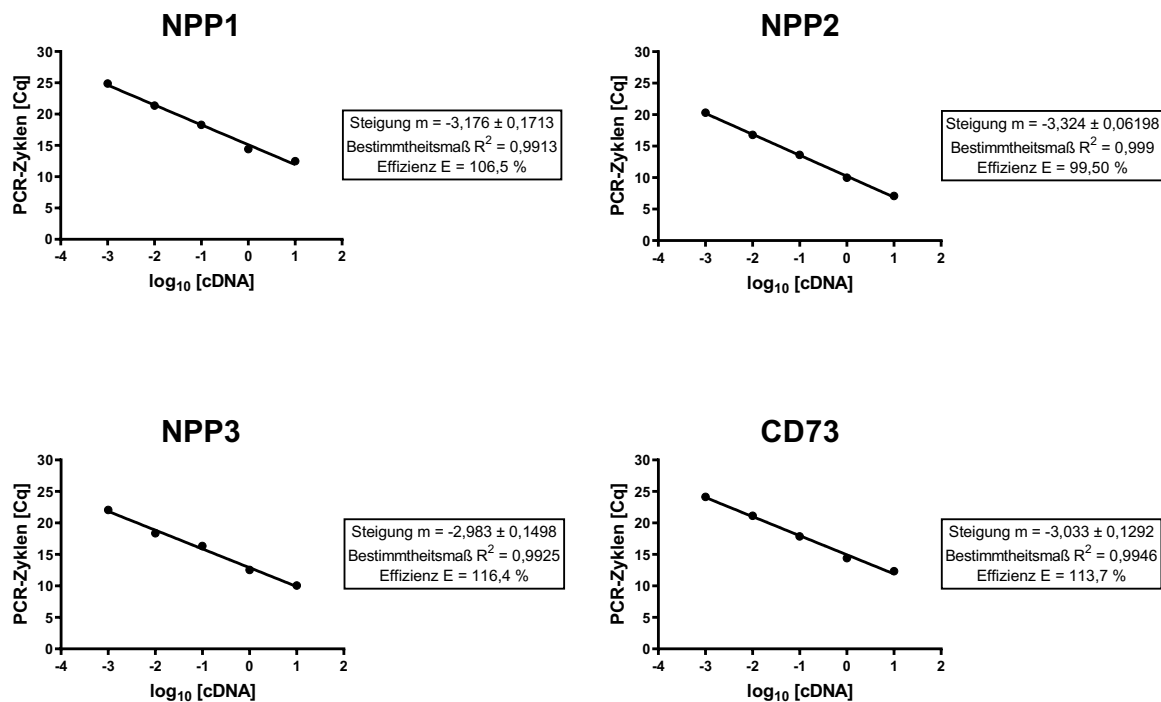 NPP1
30
25
20
15
10
5
0
PCR-Zyklen [Cq]
-4 -3 -2 -1 0 1 2
log10 [cDNA]
Steigung m = -3,176 ± 0,1713
Bestimmtheitsmaß R² = 0,9913
Effizienz E = 106,5 %
NPP2
30
25
20
15
10
5
0
PCR-Zyklen [Cq]
-4 -3 -2 -1 0 1 2
log10 [cDNA]
Steigung m = -3,324 ± 0,06198
Bestimmtheitsmaß R² = 0,999
Effizienz E = 99,50 %
NPP3
30
25
20
15
10
5
0
PCR-Zyklen [Cq]
-4 -3 -2 -1 0 1 2
log10 [cDNA]
Steigung m = -2,983 ± 0,1498
Bestimmtheitsmaß R² = 0,9925
Effizienz E = 116,4 %
CD73
30
25
20
15
10
5
0
PCR-Zyklen [Cq]
-4 -3 -2 -1 0 1 2
log10 [cDNA]
Steigung m = -3,033 ± 0,1292
Bestimmtheitsmaß R² = 0,9946
Effizienz E = 113,7 %